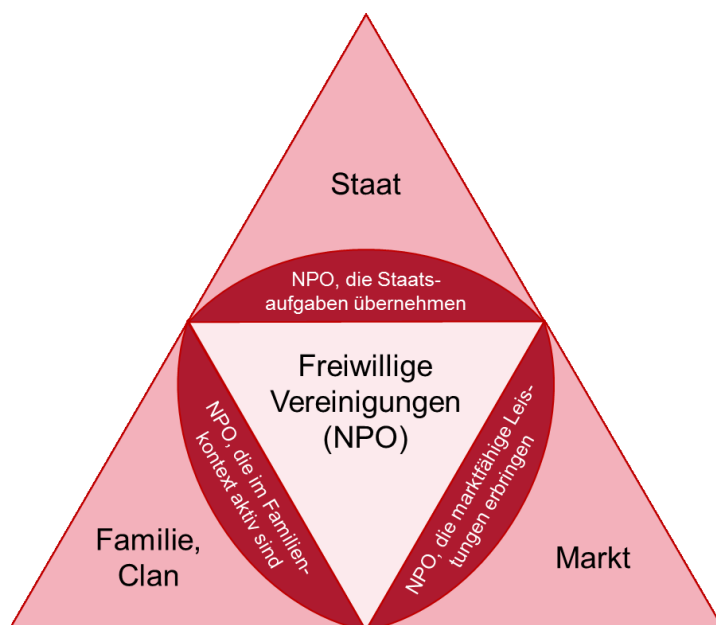 Staat
NPO, die Staats-
aufgaben übernehmen
Freiwillige
Vereinigungen
(NPO)
NPO, die im Familien-
kontext aktiv sind
NPO, die marktfähige Leis-
tungen erbringen
Familie,
Clan
Markt